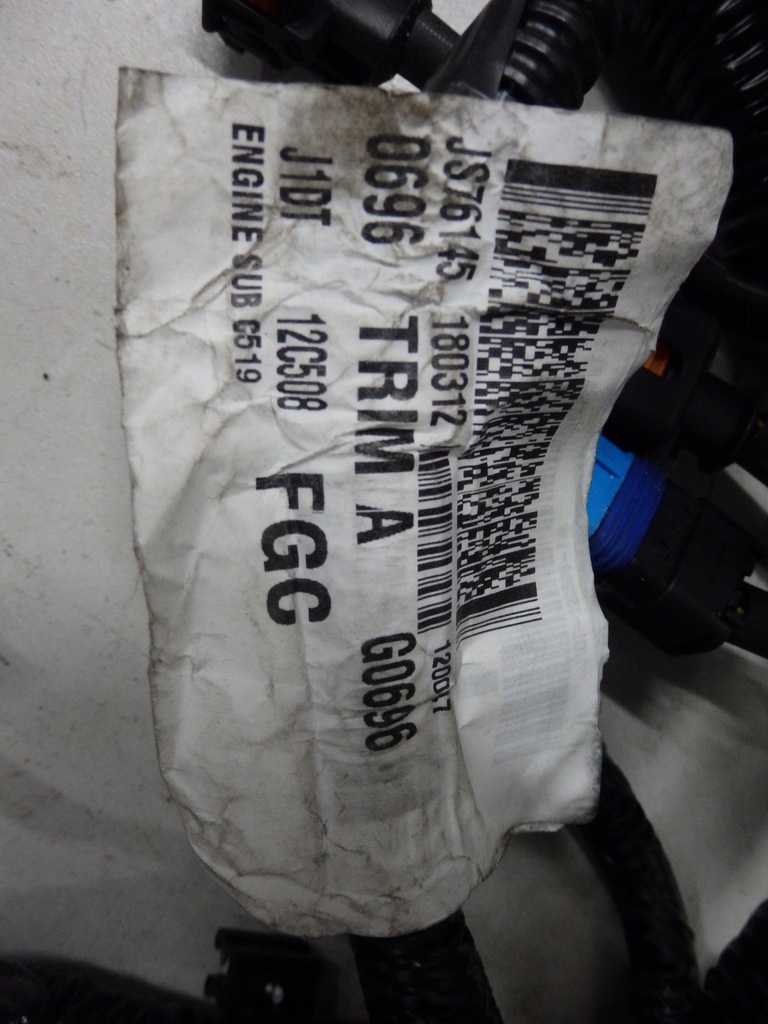 JS76145 180312 120017
0696 TRIM A G0696
J1DT 12C508 FGC
ENGINE SUB C519